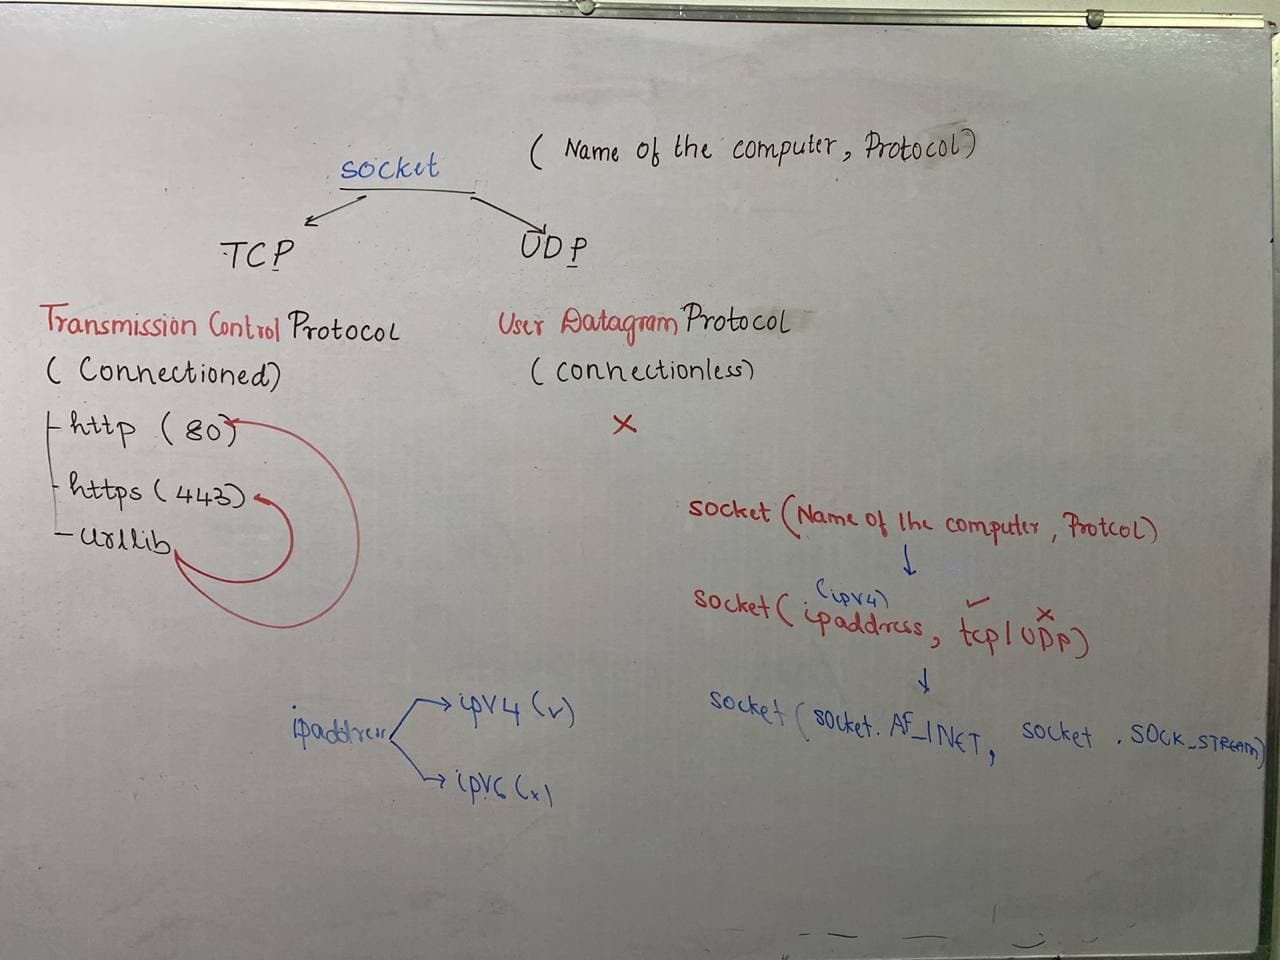 socket
( Name of the computer, Protocol)
TCP
UDP
Transmission Control Protocol
( Connectioned)
http (80)
https (443)
urllib
User Datagram Protocol
( connectionless)
X
socket (Name of the computer, Protcol)
(ipv4)
socket( ipaddress, tcp/UDP)
socket (socket. AF_INET, socket . SOCK_STREAM)
ipaddress
ipv4 (v)
ipv6 (x)